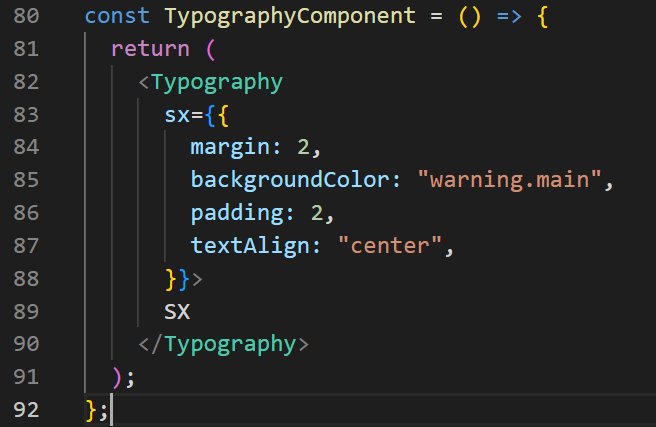 80 const TypographyComponent = () => {
81 return (
82 <Typography
83 sx={{
84 margin: 2,
85 backgroundColor: "warning.main",
86 padding: 2,
87 textAlign: "center",
88 }}>
89 SX
90 </Typography>
91 );
92 };